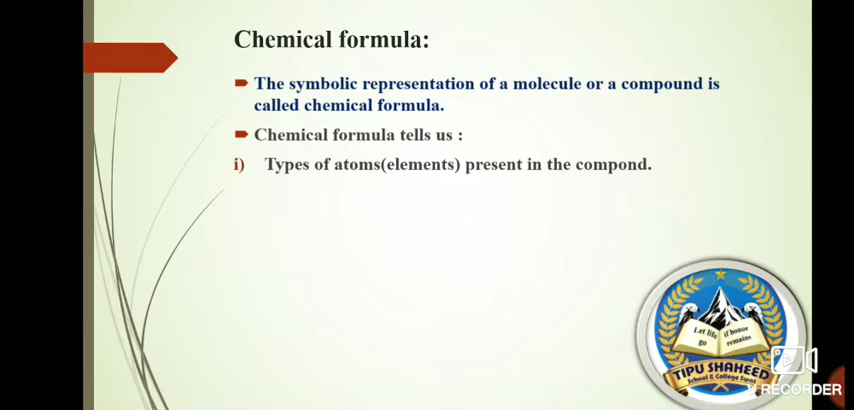 Chemical formula:
The symbolic representation of a molecule or a compound is
called chemical formula.
Chemical formula tells us :
i) Types of atoms(elements) present in the compond.
Let life if honor
go remains
TIPU SHAHEED
School & College Swat
V RECORDER